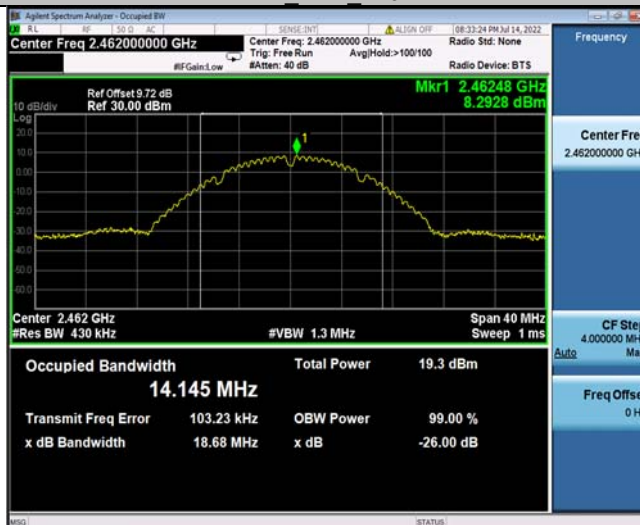 Agilent Spectrum Analyzer - Occupied BW
RL RF 50 Ω AC SENSE:INT ALIGN OFF 08:33:24 PM Jul 14, 2022
Center Freq 2.462000000 GHz
Center Freq: 2.462000000 GHz
Radio Std: None
Trig: Free Run Avg|Hold:>100/100
#IFGain:Low #Atten: 40 dB Radio Device: BTS
Frequency
Mkr1 2.46248 GHz
8.2928 dBm
Ref Offset 9.72 dB
10 dB/div Ref 30.00 dBm
Log
20.0
10.0
0.00
-10.0
-20.0
-30.0
-40.0
-50.0
-60.0
1
Center 2.462 GHz Span 40 MHz
#Res BW 430 kHz #VBW 1.3 MHz Sweep 1 ms
Occupied Bandwidth Total Power 19.3 dBm
14.145 MHz
Transmit Freq Error 103.23 kHz OBW Power 99.00 %
x dB Bandwidth 18.68 MHz x dB -26.00 dB
Center Fre
2.462000000 GH
CF Ste
4.000000 MH
Auto Ma
Freq Offse
0 H
MSG STATUS